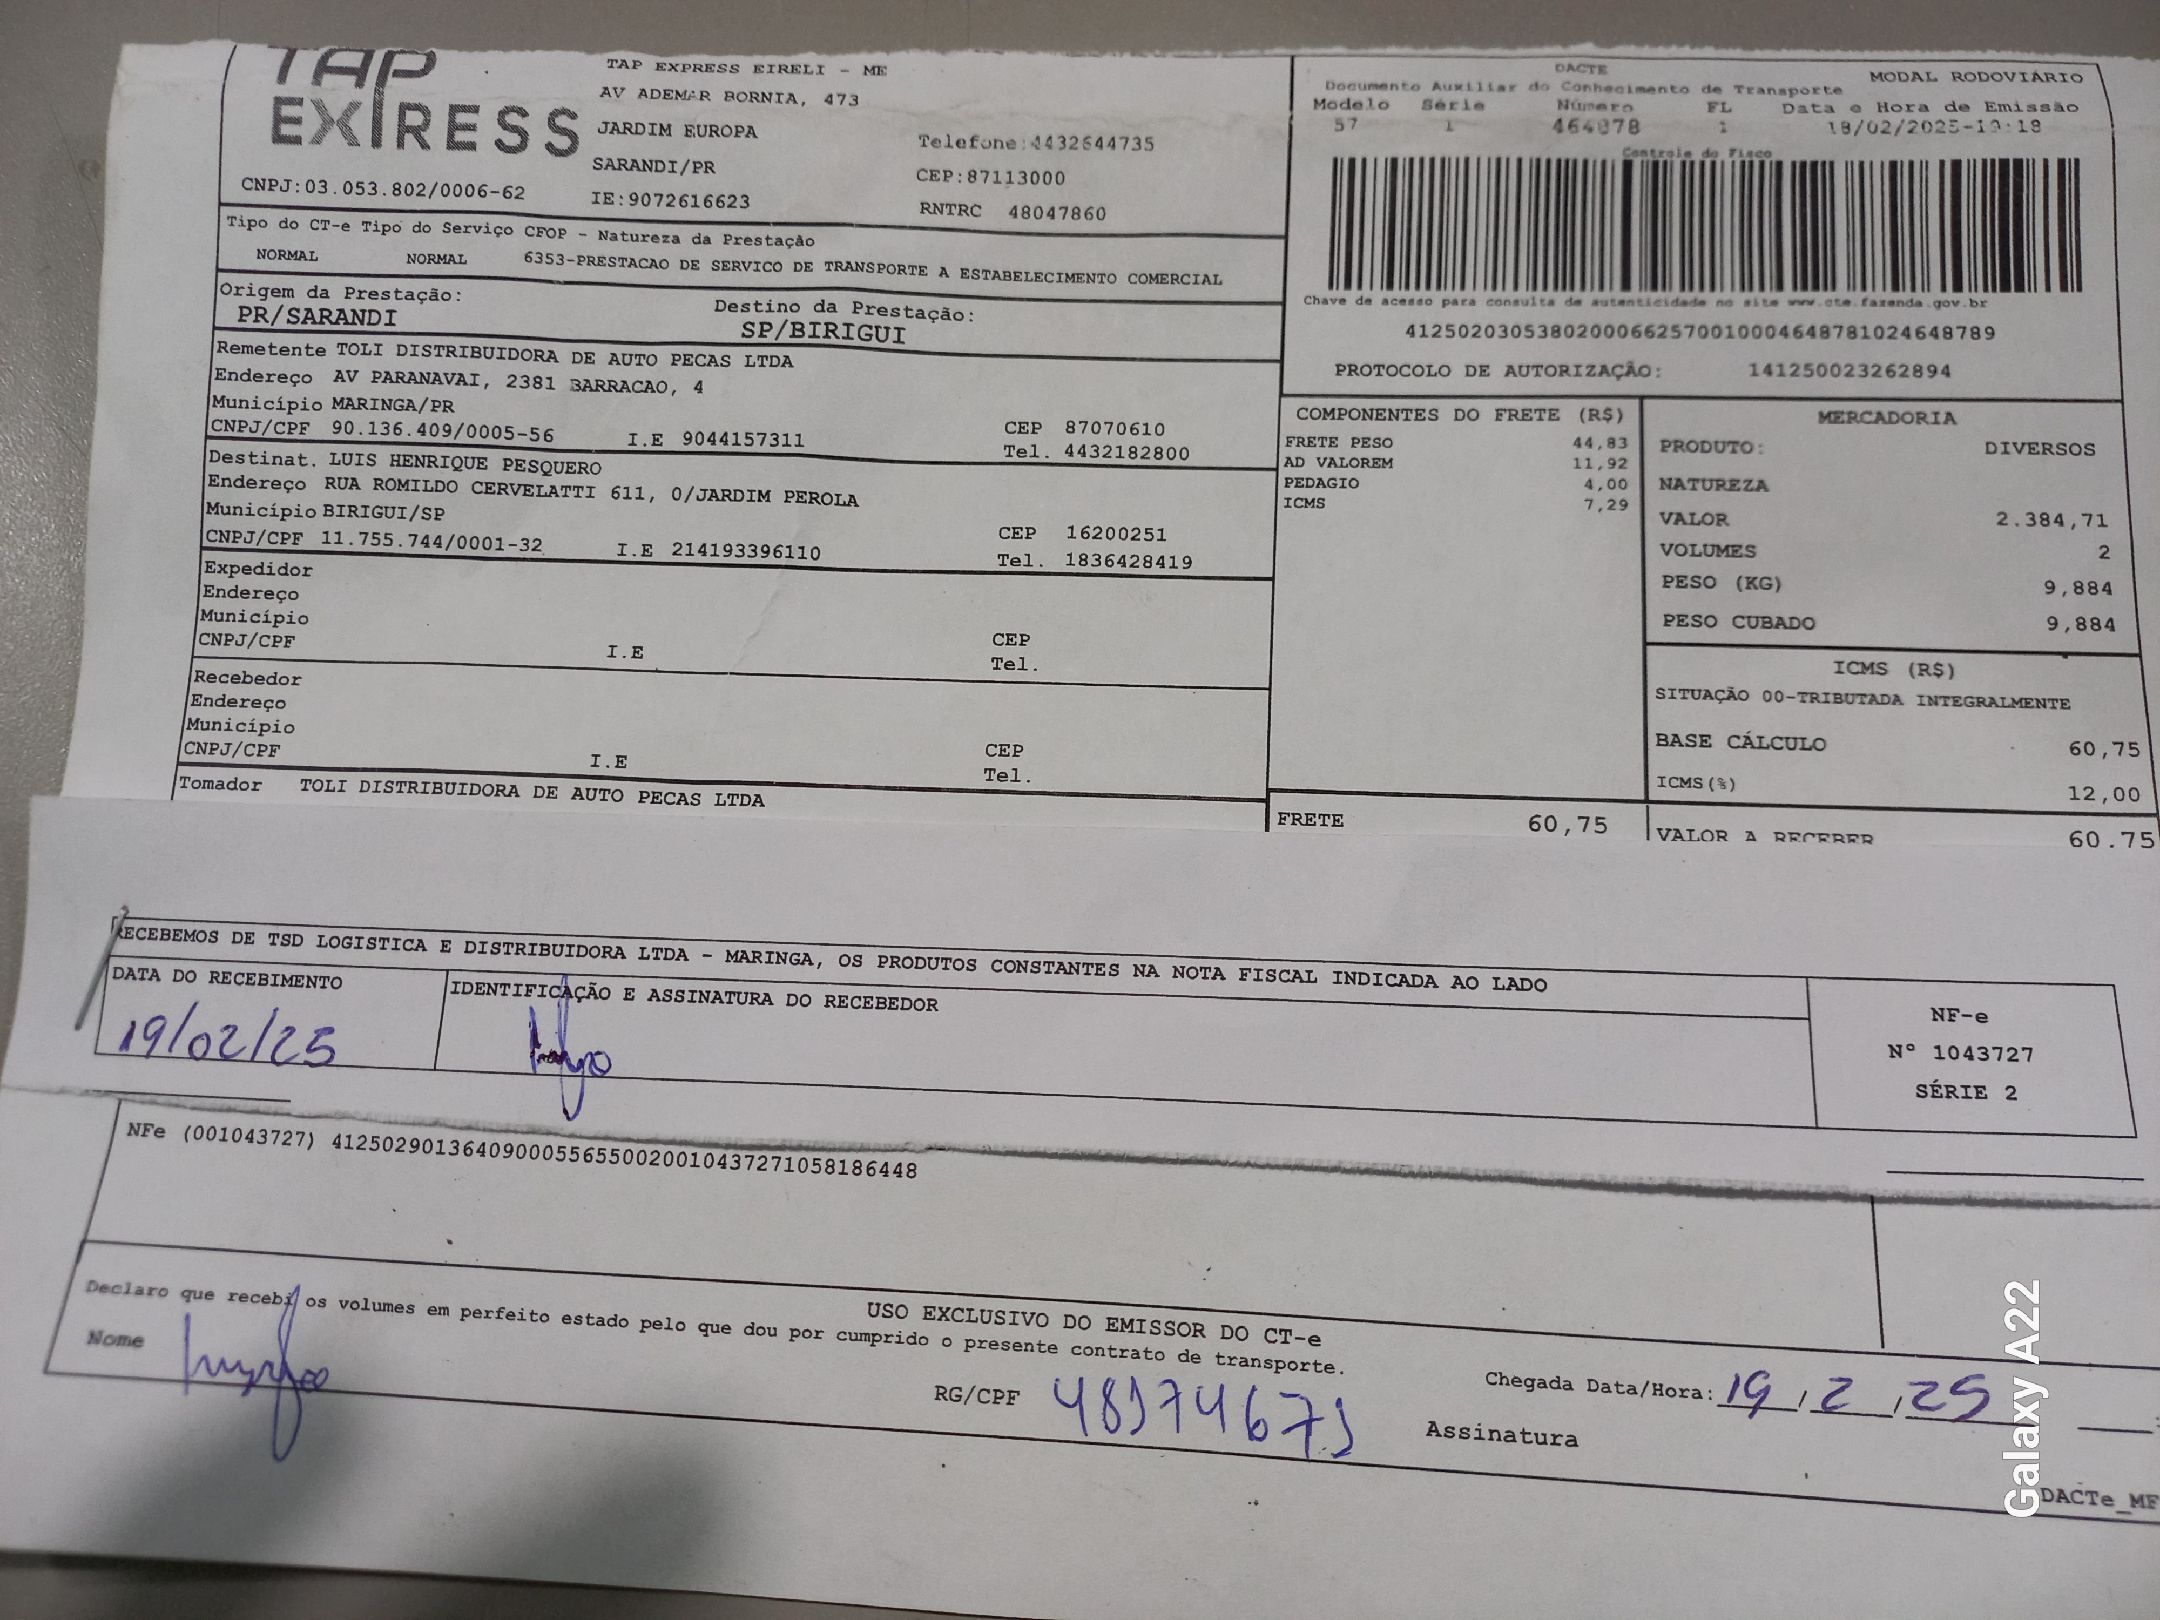 TAP
EXPRESS
TAP EXPRESS EIRELI - ME
AV ADEMAR BORNIA, 473
JARDIM EUROPA
SARANDI/PR
Telefone:4432644735
CEP:87113000
CNPJ:03.053.802/0006-62 IE:9072616623 RNTRC 48047860
DACTE
Documento Auxiliar do Conhecimento de Transporte
MODAL RODOVIÁRIO
Modelo Série Número FL Data e Hora de Emissão
57 1 464878 1 18/02/2025-19:18
Controle do Fisco
Chave de acesso para consulta de autenticidade no site www.cte.fazenda.gov.br
41250203053802000662570010004648781024648789
PROTOCOLO DE AUTORIZAÇÃO: 141250023262894
Tipo do CT-e Tipo do Serviço CFOP - Natureza da Prestação
NORMAL NORMAL 6353-PRESTACAO DE SERVICO DE TRANSPORTE A ESTABELECIMENTO COMERCIAL
Origem da Prestação: Destino da Prestação:
PR/SARANDI SP/BIRIGUI
Remetente TOLI DISTRIBUIDORA DE AUTO PECAS LTDA
Endereço AV PARANAVAI, 2381 BARRACAO, 4
Município MARINGA/PR CEP 87070610
CNPJ/CPF 90.136.409/0005-56 I.E 9044157311 Tel. 4432182800
Destinat. LUIS HENRIQUE PESQUERO
Endereço RUA ROMILDO CERVELATTI 611, 0/JARDIM PEROLA
Município BIRIGUI/SP CEP 16200251
CNPJ/CPF 11.755.744/0001-32 I.E 214193396110 Tel. 1836428419
Expedidor
Endereço
Município CEP
CNPJ/CPF I.E Tel.
Recebedor
Endereço
Município CEP
CNPJ/CPF I.E Tel.
Tomador TOLI DISTRIBUIDORA DE AUTO PECAS LTDA
COMPONENTES DO FRETE (R$)
FRETE PESO 44,83
AD VALOREM 11,92
PEDAGIO 4,00
ICMS 7,29
FRETE 60,75
MERCADORIA
PRODUTO: DIVERSOS
NATUREZA
VALOR 2.384,71
VOLUMES 2
PESO (KG) 9,884
PESO CUBADO 9,884
ICMS (R$)
SITUAÇÃO 00-TRIBUTADA INTEGRALMENTE
BASE CÁLCULO 60,75
ICMS(%) 12,00
VALOR A RECEBER 60.75
RECEBEMOS DE TSD LOGISTICA E DISTRIBUIDORA LTDA - MARINGA, OS PRODUTOS CONSTANTES NA NOTA FISCAL INDICADA AO LADO
DATA DO RECEBIMENTO IDENTIFICAÇÃO E ASSINATURA DO RECEBEDOR
19/02/25
NF-e
N° 1043727
SÉRIE 2
NFe (001043727) 41250290136409000556550020010437271058186448
USO EXCLUSIVO DO EMISSOR DO CT-e
Declaro que recebi os volumes em perfeito estado pelo que dou por cumprido o presente contrato de transporte.
Nome RG/CPF Chegada Data/Hora: 19 / 2 / 25
Assinatura
DACTe_MF
Galaxy A22